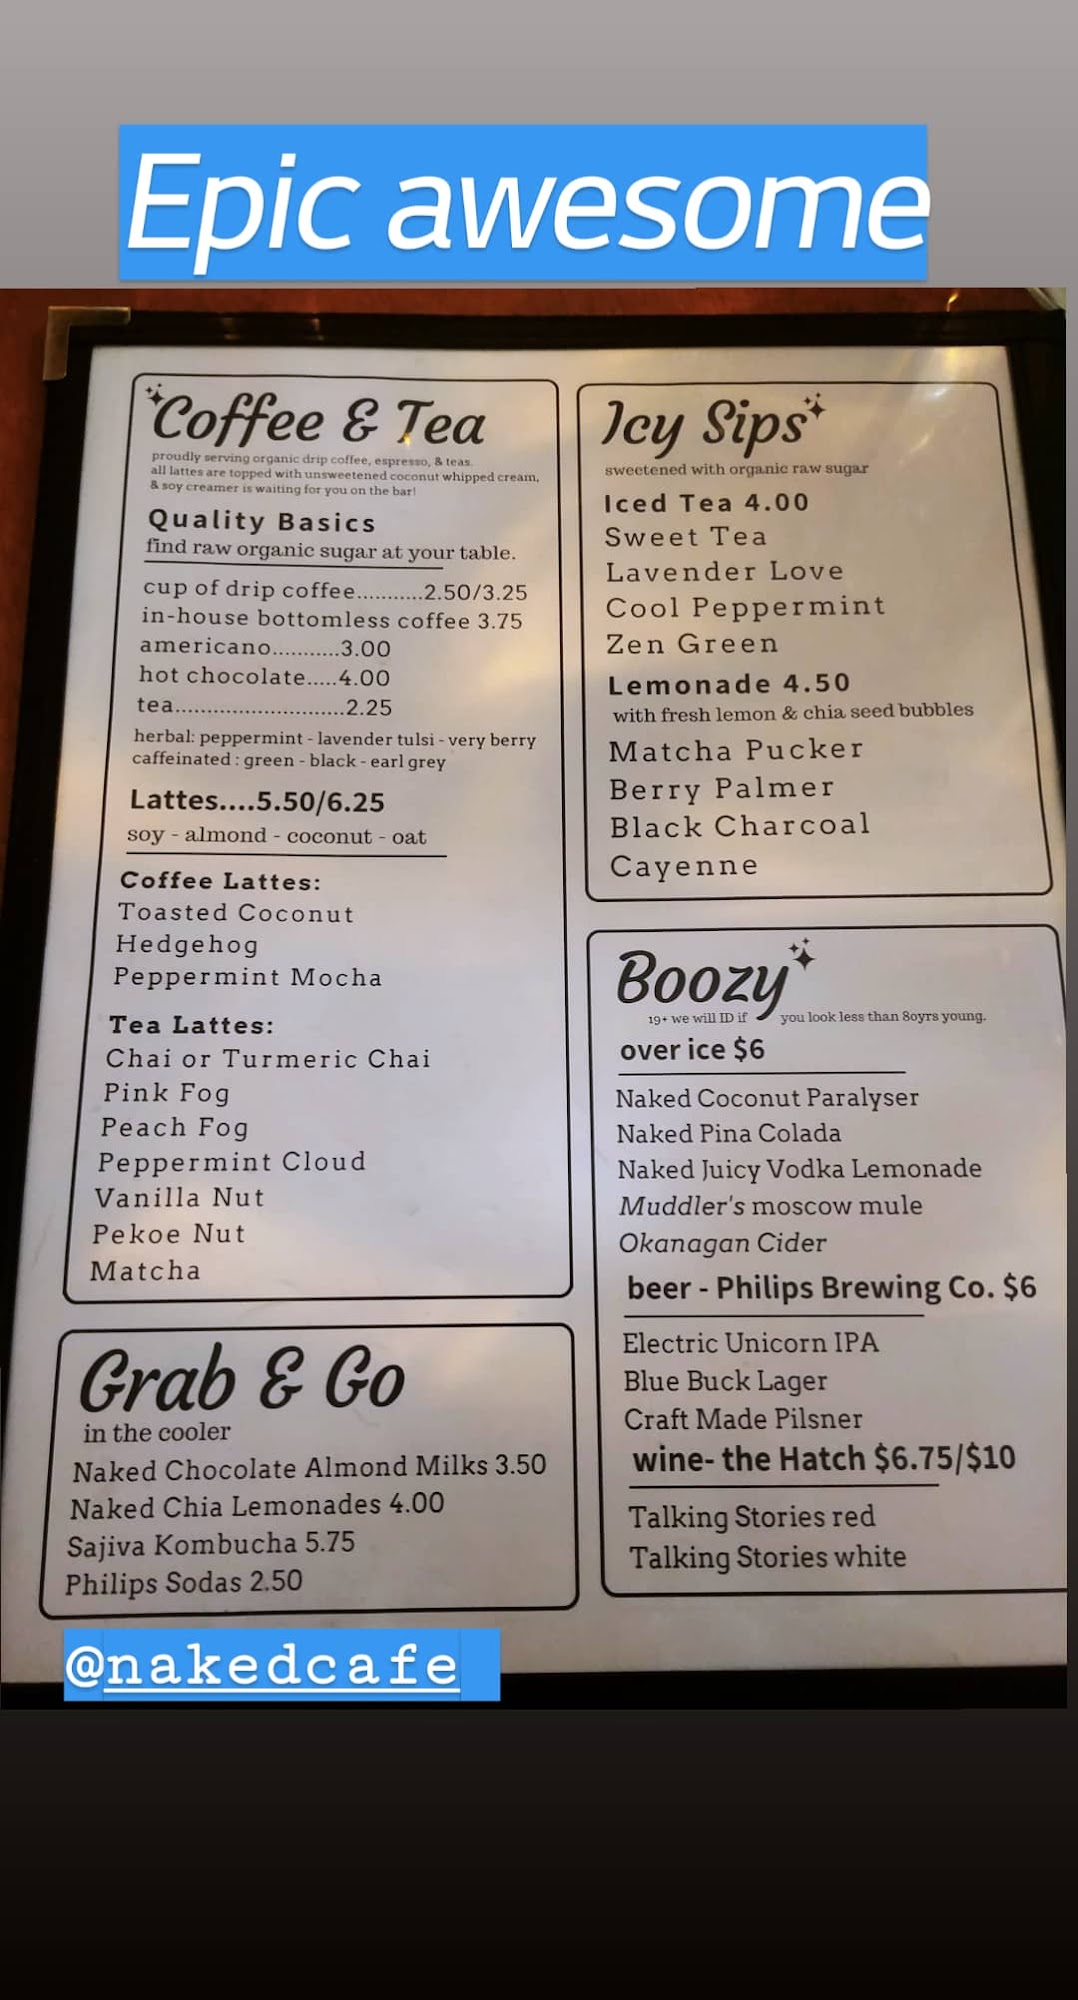 Epic awesome
Coffee & Tea
proudly serving organic drip coffee, espresso, & teas.
all lattes are topped with unsweetened coconut whipped cream,
& soy creamer is waiting for you on the bar!
Quality Basics
find raw organic sugar at your table.
cup of drip coffee...........2.50/3.25
in-house bottomless coffee 3.75
americano...........3.00
hot chocolate.....4.00
tea............................2.25
herbal: peppermint - lavender tulsi - very berry
caffeinated : green - black - earl grey
Lattes....5.50/6.25
soy - almond - coconut - oat
Coffee Lattes:
Toasted Coconut
Hedgehog
Peppermint Mocha
Tea Lattes:
Chai or Turmeric Chai
Pink Fog
Peach Fog
Peppermint Cloud
Vanilla Nut
Pekoe Nut
Matcha
Grab & Go
in the cooler
Naked Chocolate Almond Milks 3.50
Naked Chia Lemonades 4.00
Sajiva Kombucha 5.75
Philips Sodas 2.50
Icy Sips
sweetened with organic raw sugar
Iced Tea 4.00
Sweet Tea
Lavender Love
Cool Peppermint
Zen Green
Lemonade 4.50
with fresh lemon & chia seed bubbles
Matcha Pucker
Berry Palmer
Black Charcoal
Cayenne
Boozy
19+ we will ID if you look less than 80yrs young.
over ice $6
Naked Coconut Paralyser
Naked Pina Colada
Naked Juicy Vodka Lemonade
Muddler's moscow mule
Okanagan Cider
beer - Philips Brewing Co. $6
Electric Unicorn IPA
Blue Buck Lager
Craft Made Pilsner
wine- the Hatch $6.75/$10
Talking Stories red
Talking Stories white
@nakedcafe